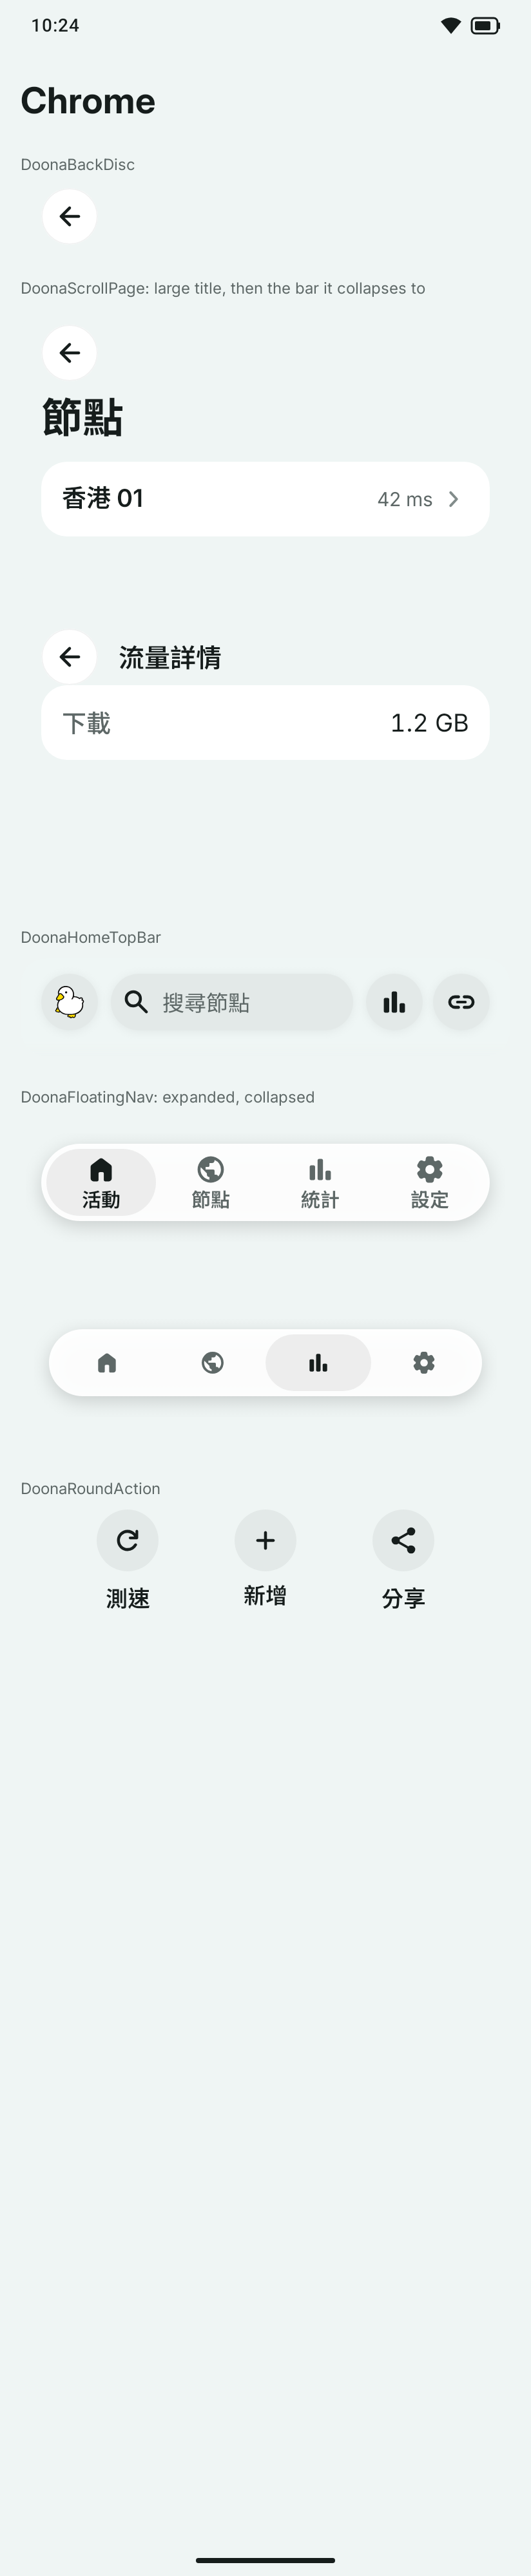 10:24
Chrome
DoonaBackDisc
DoonaScrollPage: large title, then the bar it collapses to
節點
香港 01
42 ms
流量詳情
下載
1.2 GB
DoonaHomeTopBar
搜尋節點
DoonaFloatingNav: expanded, collapsed
活動
節點
統計
設定
DoonaRoundAction
測速
新增
分享